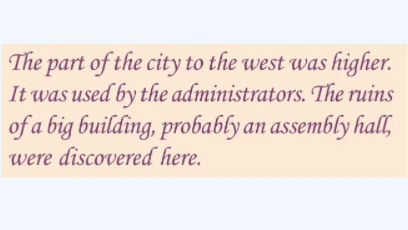 The part of the city to the west was higher.
It was used by the administrators. The ruins
of a big building, probably an assembly hall,
were discovered here.